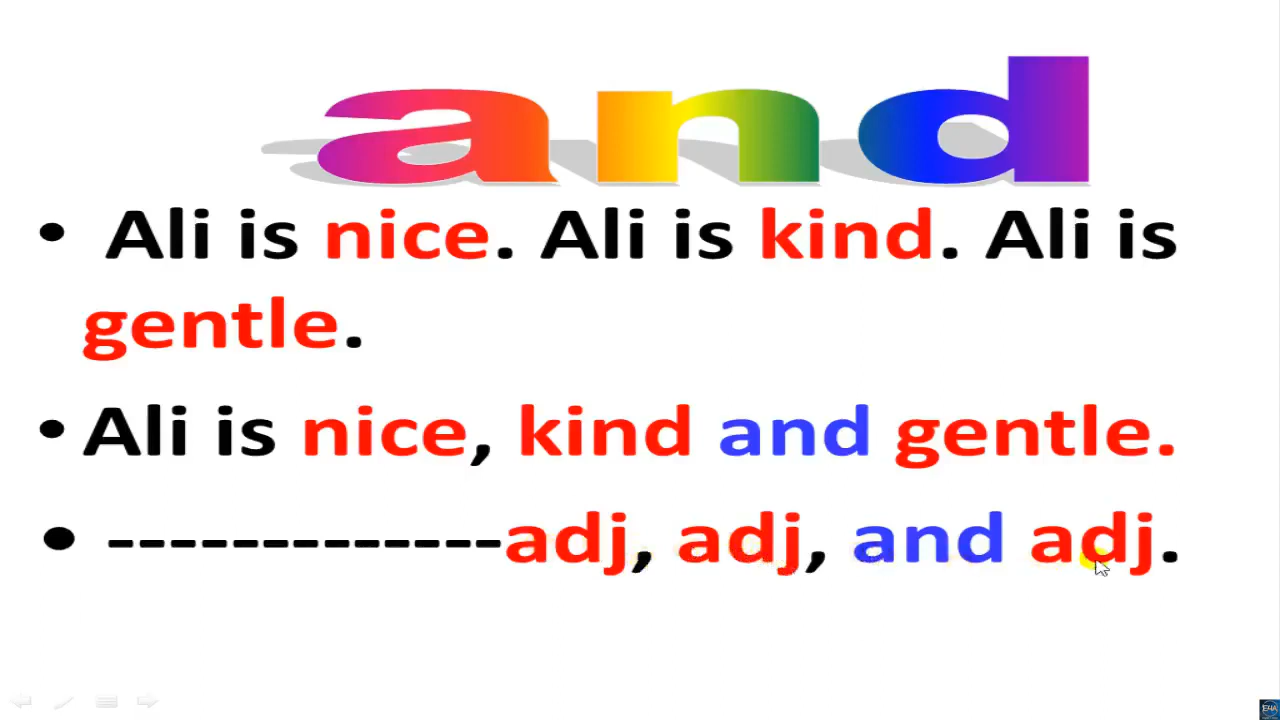 and
• Ali is nice. Ali is kind. Ali is
gentle.
• Ali is nice, kind and gentle.
• -------------adj, adj, and adj.